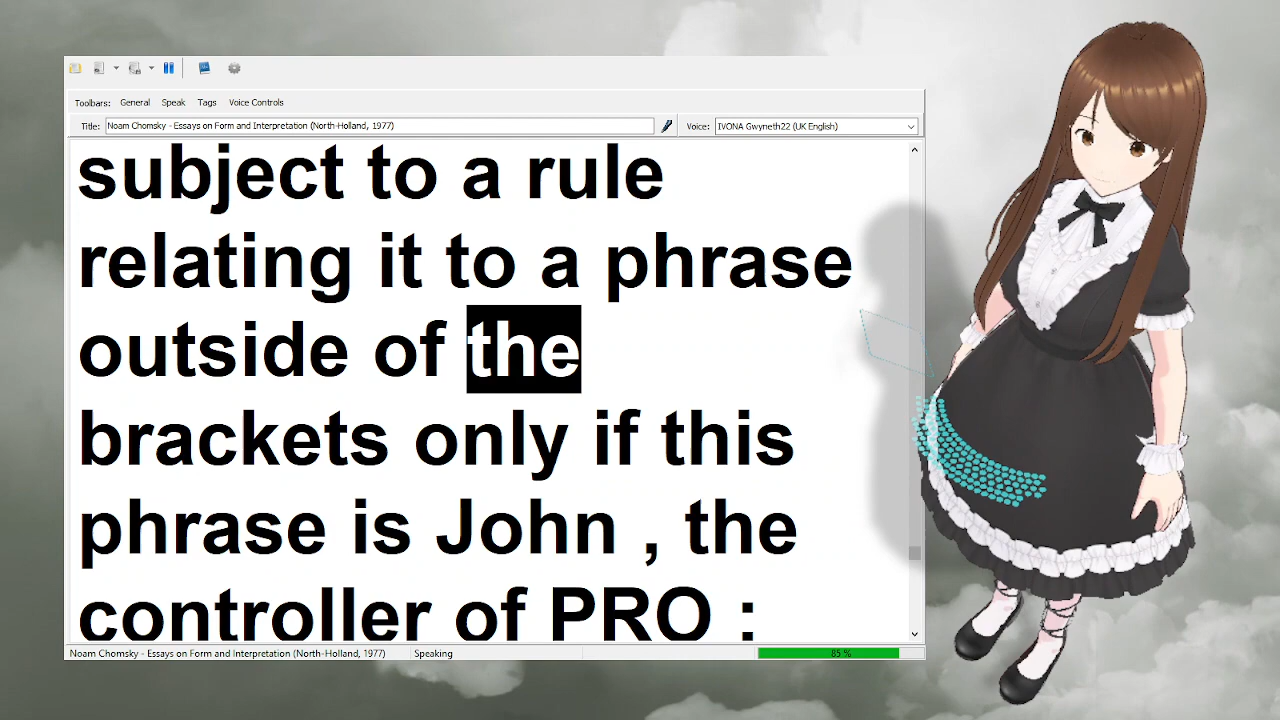 Toolbars: General Speak Tags Voice Controls
Title: Noam Chomsky - Essays on Form and Interpretation (North-Holland, 1977) Voice: IVONA Gwyneth22 (UK English)
subject to a rule
relating it to a phrase
outside of the
brackets only if this
phrase is John , the
controller of PRO :
Noam Chomsky - Essays on Form and Interpretation (North-Holland, 1977) Speaking 85 %